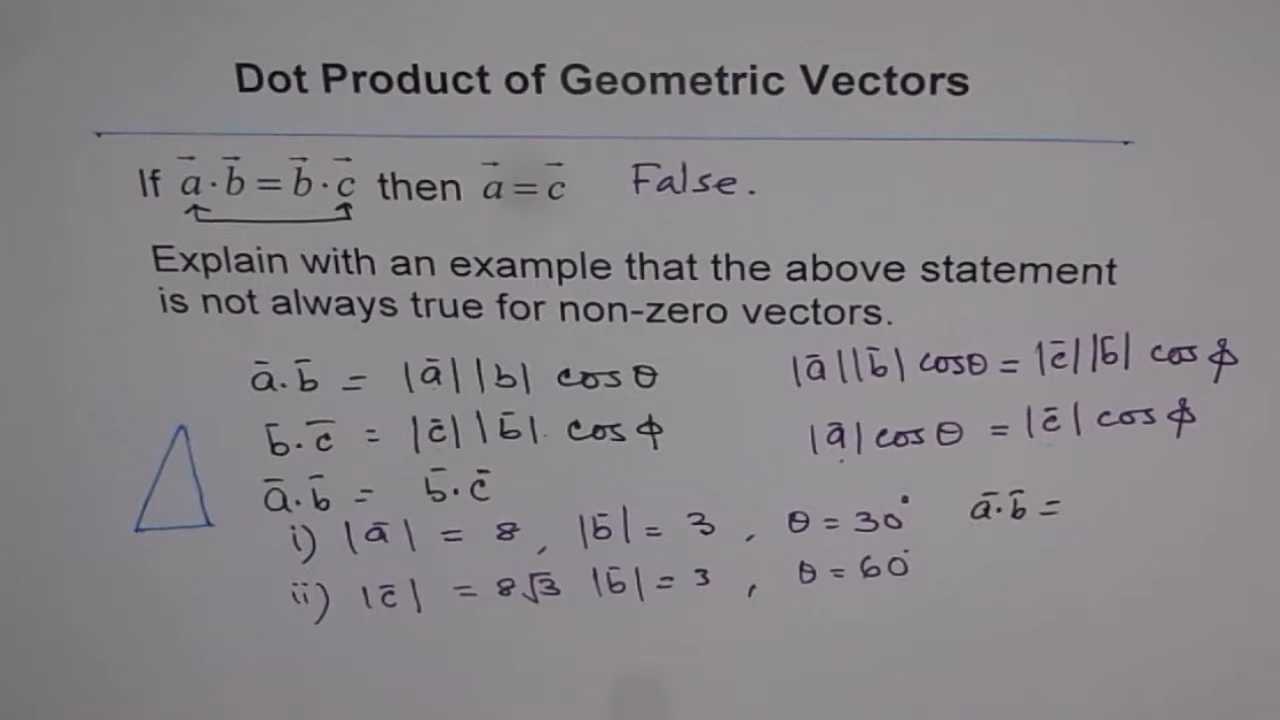 Dot Product of Geometric Vectors
If a⃗ · b⃗ = b⃗ · c⃗ then a⃗ = c⃗ False.
Explain with an example that the above statement
is not always true for non-zero vectors.
ā.b̄ = |ā| |b| cos θ
b̄.c̄ = |c̄| |b̄|. cos ϕ
ā.b̄ = b̄.c̄
i) |ā| = 8, |b̄| = 3, θ = 30°
ii) |c̄| = 8√3 |b̄| = 3, θ = 60°
|ā||b̄| cosθ = |c̄||b̄| cos ϕ
|ā| cos θ = |c̄| cos ϕ
ā.b̄ =